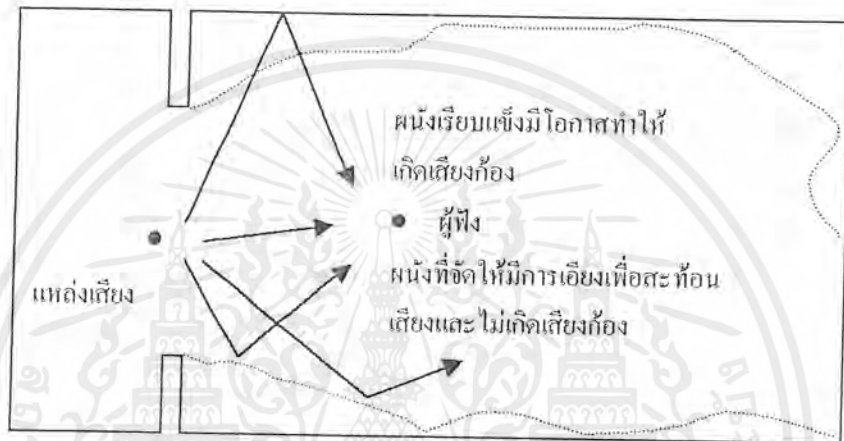 ผนังเรียบแข็งมีโอกาสทำให้
เกิดเสียงก้อง
ผู้ฟัง
แหล่งเสียง
ผนังที่จัดให้มีการเอียงเพื่อสะท้อน
เสียงและไม่เกิดเสียงก้อง